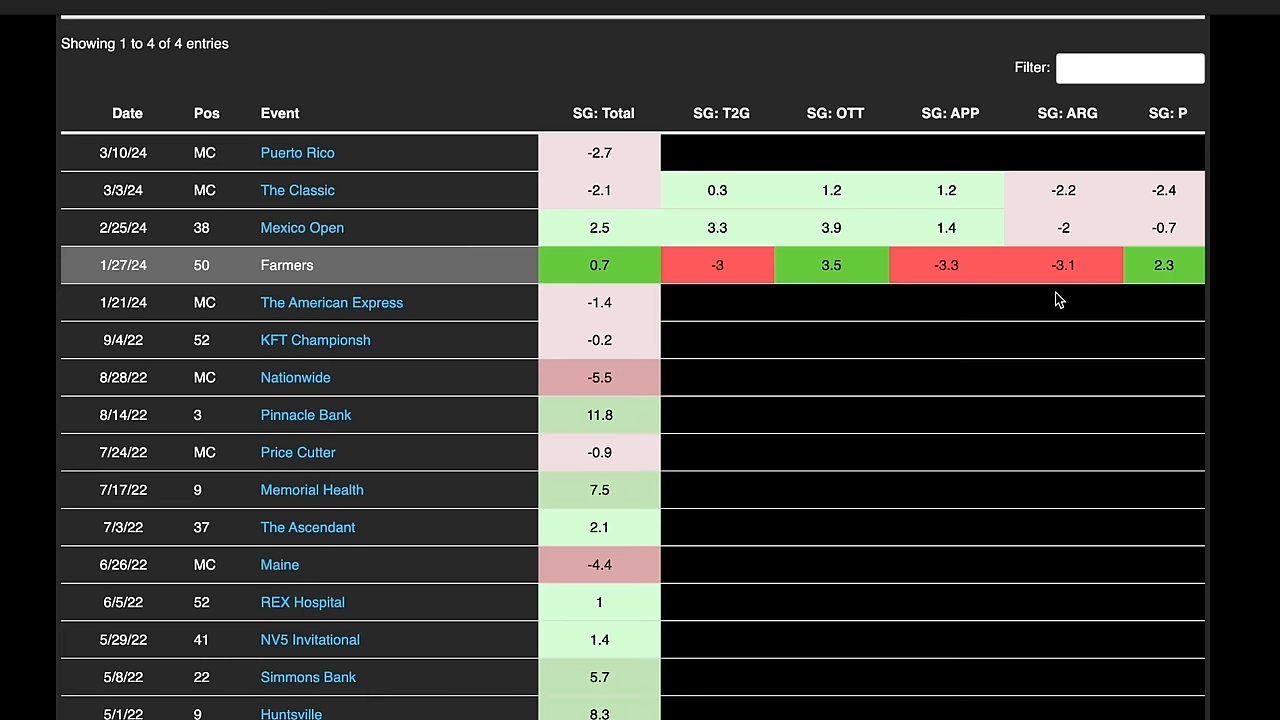 Showing 1 to 4 of 4 entries
Filter:
Date Pos Event SG: Total SG: T2G SG: OTT SG: APP SG: ARG SG: P
3/10/24 MC Puerto Rico -2.7
3/3/24 MC The Classic -2.1 0.3 1.2 1.2 -2.2 -2.4
2/25/24 38 Mexico Open 2.5 3.3 3.9 1.4 -2 -0.7
1/27/24 50 Farmers 0.7 -3 3.5 -3.3 -3.1 2.3
1/21/24 MC The American Express -1.4
9/4/22 52 KFT Championsh -0.2
8/28/22 MC Nationwide -5.5
8/14/22 3 Pinnacle Bank 11.8
7/24/22 MC Price Cutter -0.9
7/17/22 9 Memorial Health 7.5
7/3/22 37 The Ascendant 2.1
6/26/22 MC Maine -4.4
6/5/22 52 REX Hospital 1
5/29/22 41 NV5 Invitational 1.4
5/8/22 22 Simmons Bank 5.7
5/1/22 9 Huntsville 8.3